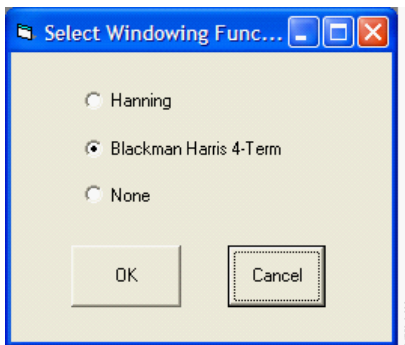 Select Windowing Func...
Hanning
Blackman Harris 4-Term
None
OK Cancel